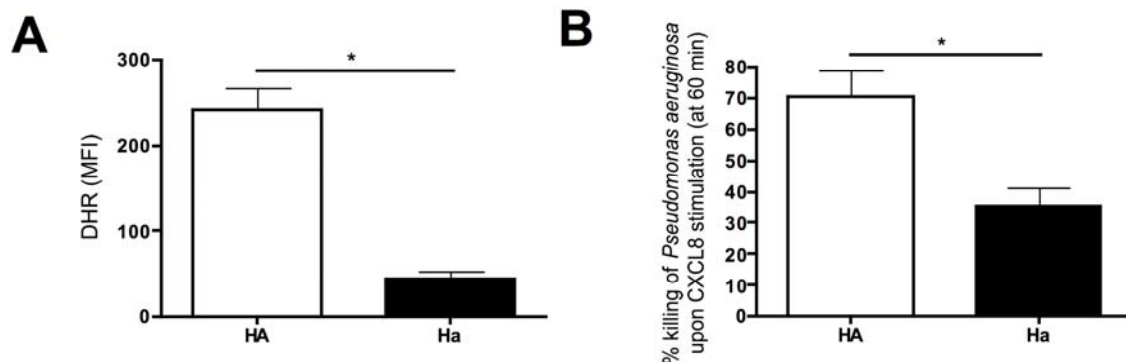 A
*
300
200
100
0
DHR (MFI)
HA
Ha
B
*
80
70
60
50
40
30
20
10
0
% killing of Pseudomonas aeruginosa
upon CXCL8 stimulation (at 60 min)
HA
Ha